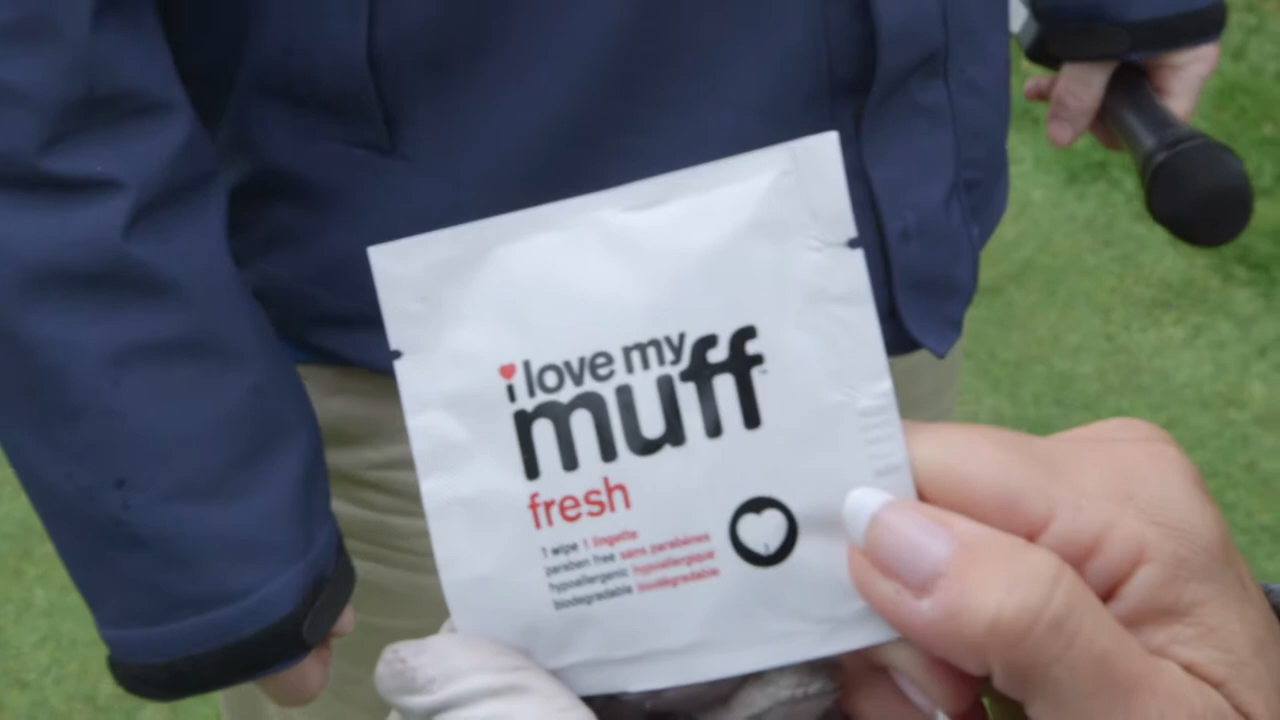 i love my
muff
fresh
1 wipe 1 lingette
paraben free sans parabènes
hypoallergenic hypoallergique
biodegradable biodégradable